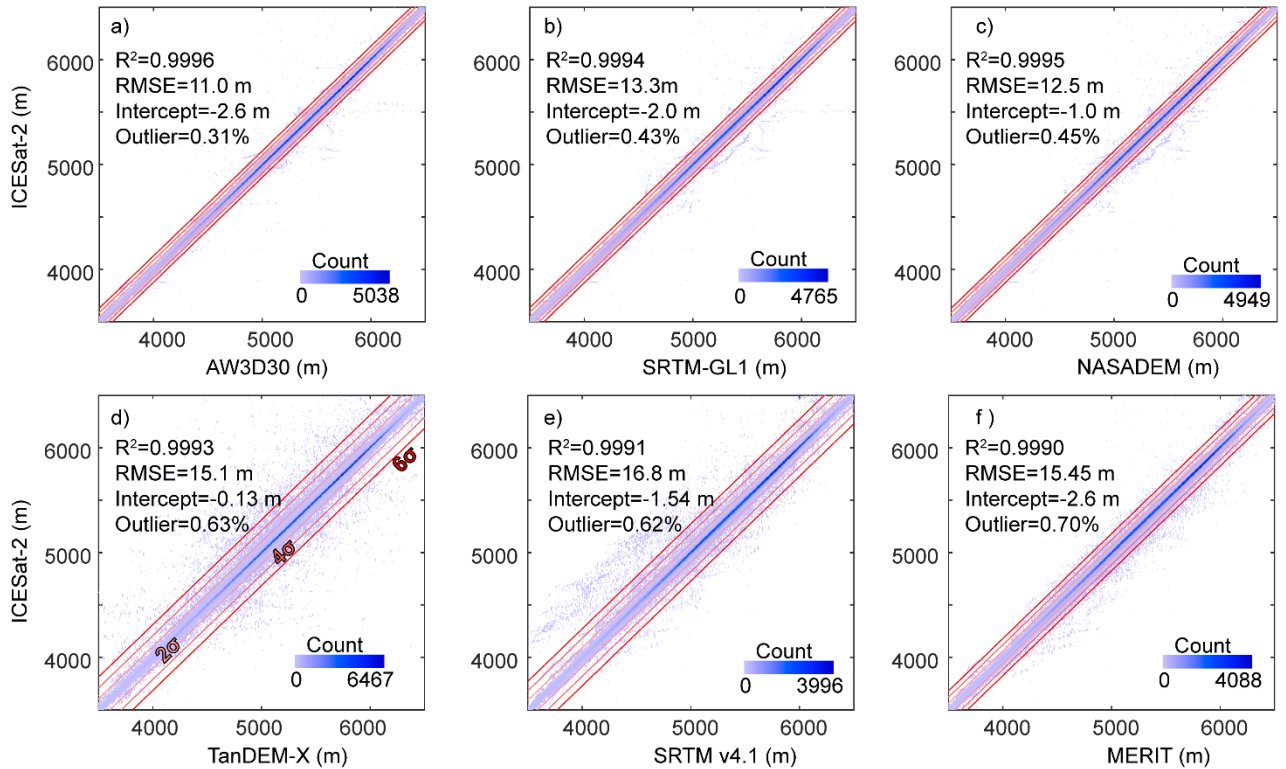 a)
R²=0.9996
RMSE=11.0 m
Intercept=-2.6 m
Outlier=0.31%
Count
0 5038
6000
5000
4000
ICESat-2 (m)
4000 5000 6000
AW3D30 (m)
b)
R²=0.9994
RMSE=13.3m
Intercept=-2.0 m
Outlier=0.43%
Count
0 4765
6000
5000
4000
4000 5000 6000
SRTM-GL1 (m)
c)
R²=0.9995
RMSE=12.5 m
Intercept=-1.0 m
Outlier=0.45%
Count
0 4949
6000
5000
4000
4000 5000 6000
NASADEM (m)
d)
R²=0.9993
RMSE=15.1 m
Intercept=-0.13 m
Outlier=0.63%
6σ
4σ
2σ
Count
0 6467
6000
5000
4000
ICESat-2 (m)
4000 5000 6000
TanDEM-X (m)
e)
R²=0.9991
RMSE=16.8 m
Intercept=-1.54 m
Outlier=0.62%
Count
0 3996
6000
5000
4000
4000 5000 6000
SRTM v4.1 (m)
f)
R²=0.9990
RMSE=15.45 m
Intercept=-2.6 m
Outlier=0.70%
Count
0 4088
6000
5000
4000
4000 5000 6000
MERIT (m)